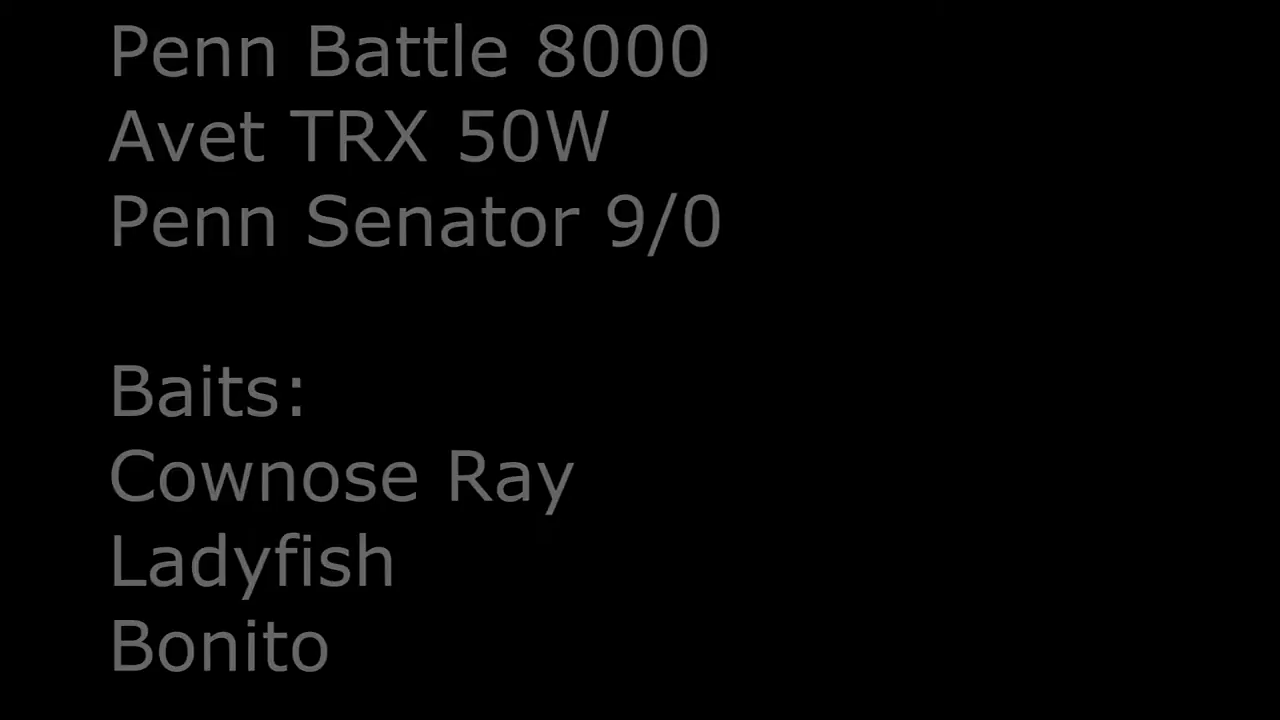 Penn Battle 8000
Avet TRX 50W
Penn Senator 9/0
Baits:
Cownose Ray
Ladyfish
Bonito